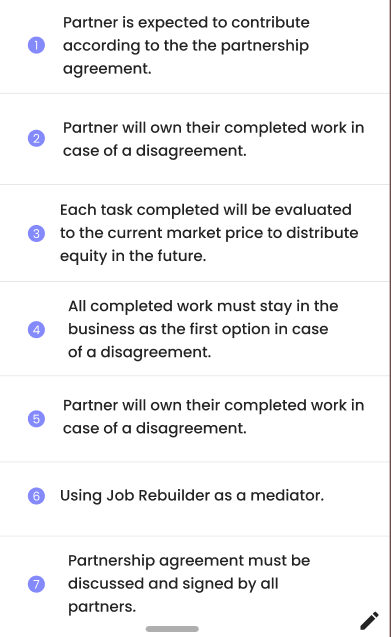 Partner is expected to contribute
1 according to the the partnership
agreement.
Partner will own their completed work in
2 case of a disagreement.
Each task completed will be evaluated
3 to the current market price to distribute
equity in the future.
All completed work must stay in the
4 business as the first option in case
of a disagreement.
Partner will own their completed work in
5 case of a disagreement.
6 Using Job Rebuilder as a mediator.
Partnership agreement must be
7 discussed and signed by all
partners.